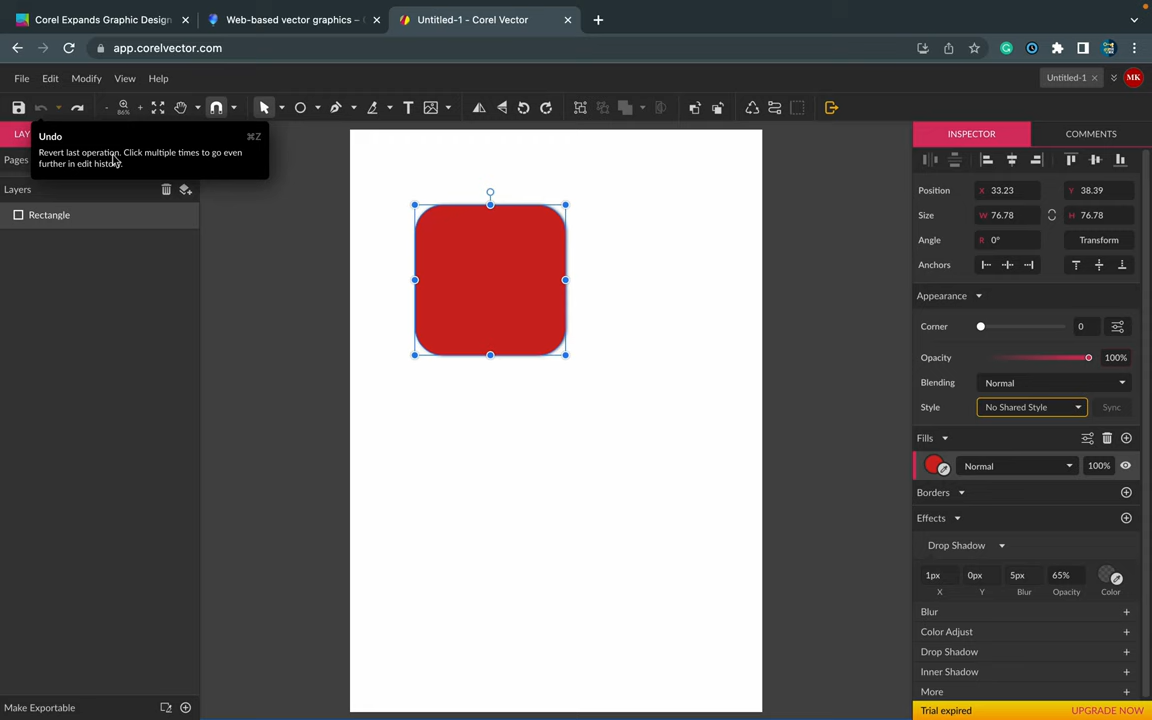 Corel Expands Graphic Design
Web-based vector graphics –
Untitled-1 - Corel Vector
app.corelvector.com
File Edit Modify View Help
Untitled-1
MK
- 86% +
Undo ⌘Z
Revert last operation. Click multiple times to go even
further in edit history.
LAY
Pages
Layers
Rectangle
Make Exportable
INSPECTOR COMMENTS
Position X 33.23 Y 38.39
Size W 76.78 H 76.78
Angle R 0° Transform
Anchors
Appearance
Corner 0
Opacity 100%
Blending Normal
Style No Shared Style Sync
Fills
Normal 100%
Borders
Effects
Drop Shadow
1px 0px 5px 65%
X Y Blur Opacity Color
Blur +
Color Adjust +
Drop Shadow +
Inner Shadow +
More +
Trial expired UPGRADE NOW